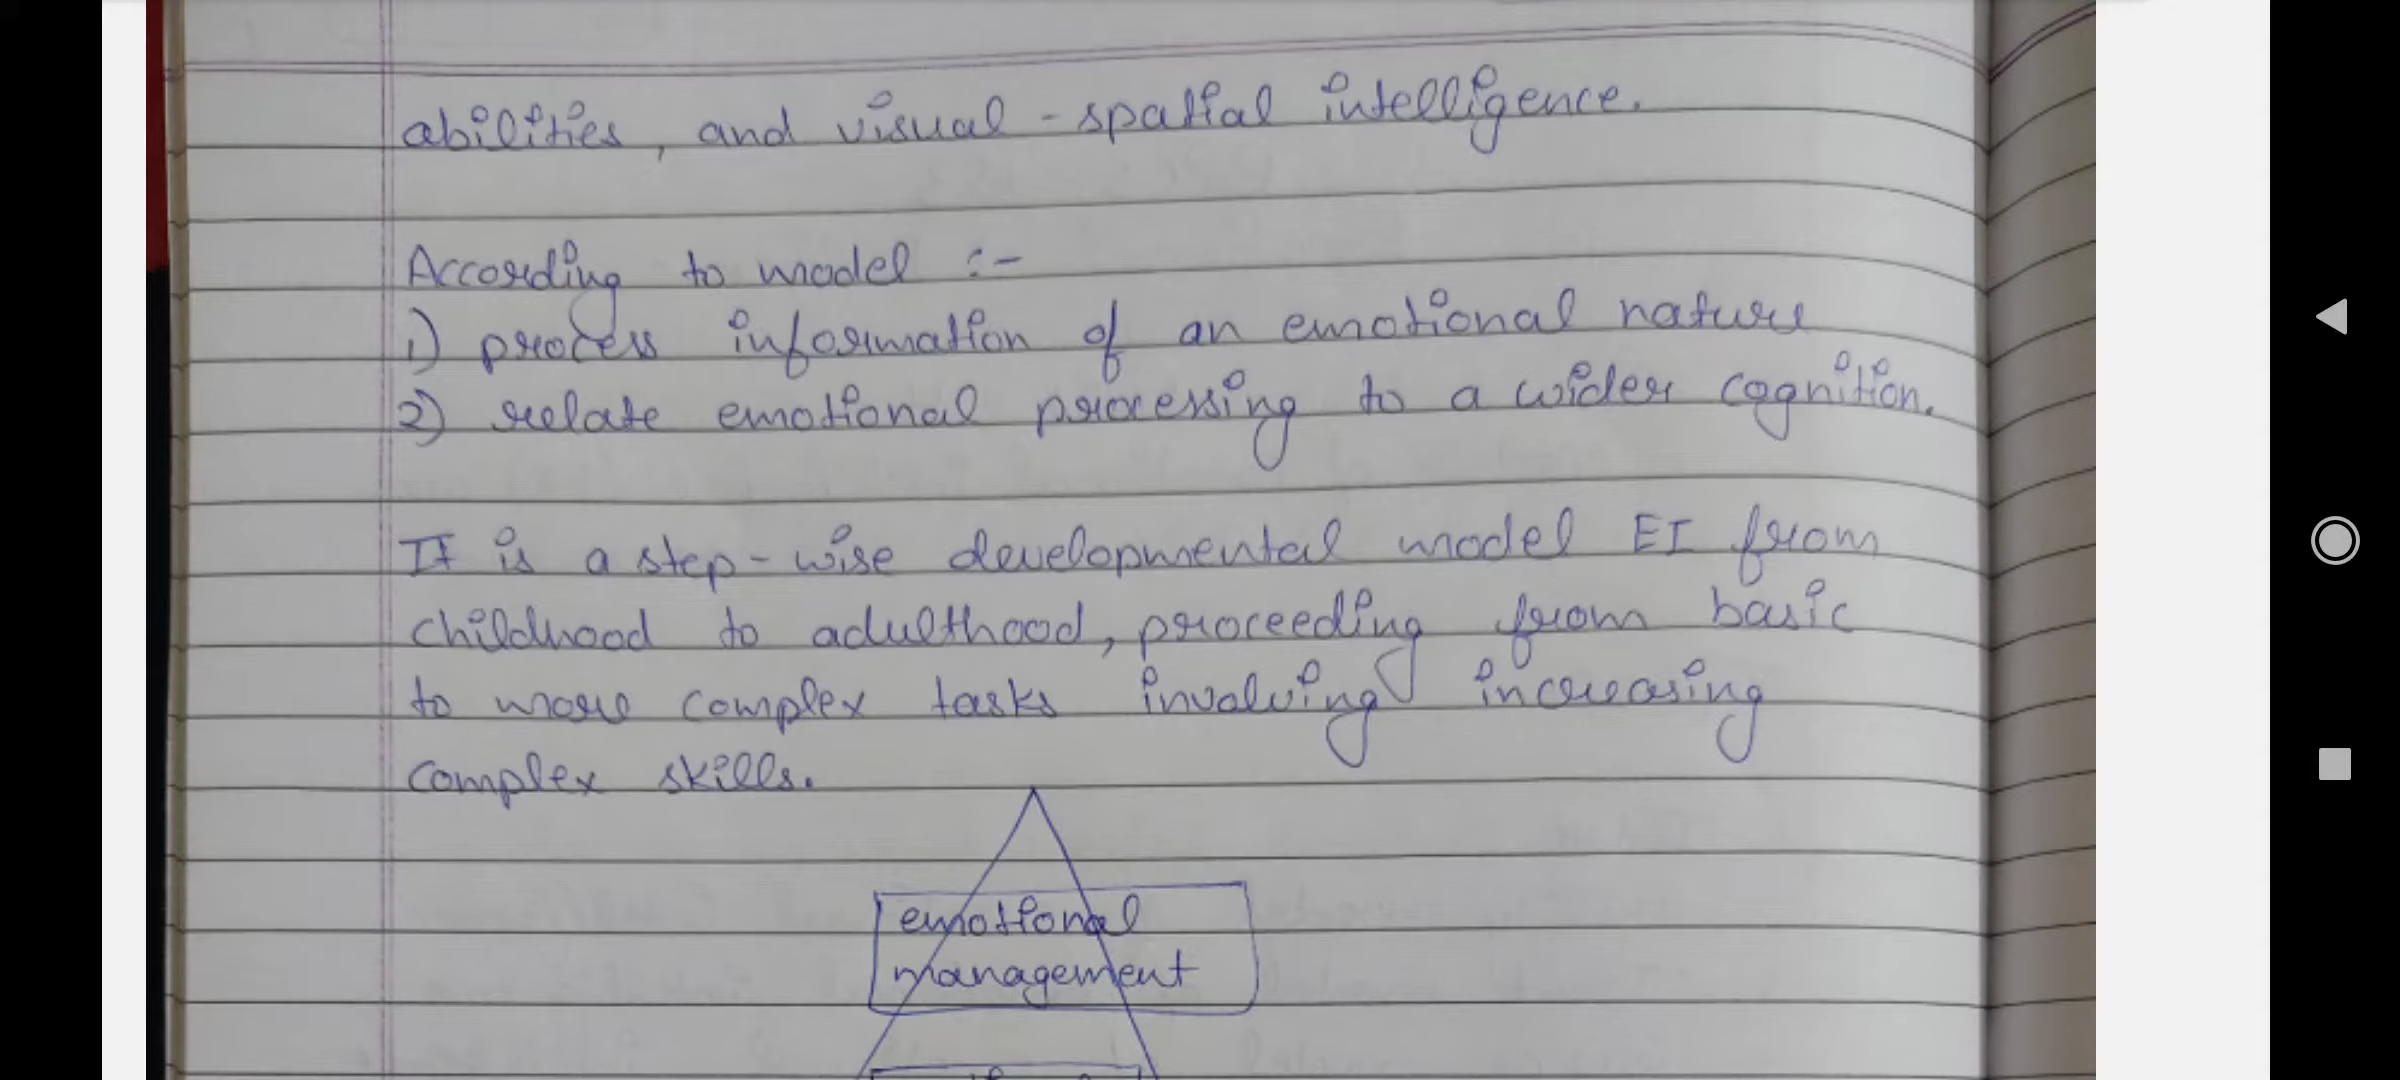 abilities, and visual - spatial intelligence.
According to model :-
1) process information of an emotional nature
2) relate emotional processing to a wider cognition.
It is a step-wise developmental model EI from
childhood to adulthood, proceeding from basic
to more complex tasks involving increasing
complex skills.
emotional
management